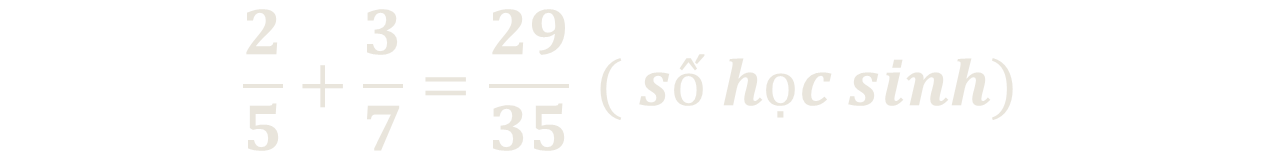 2/5 + 3/7 = 29/35 ( số học sinh)